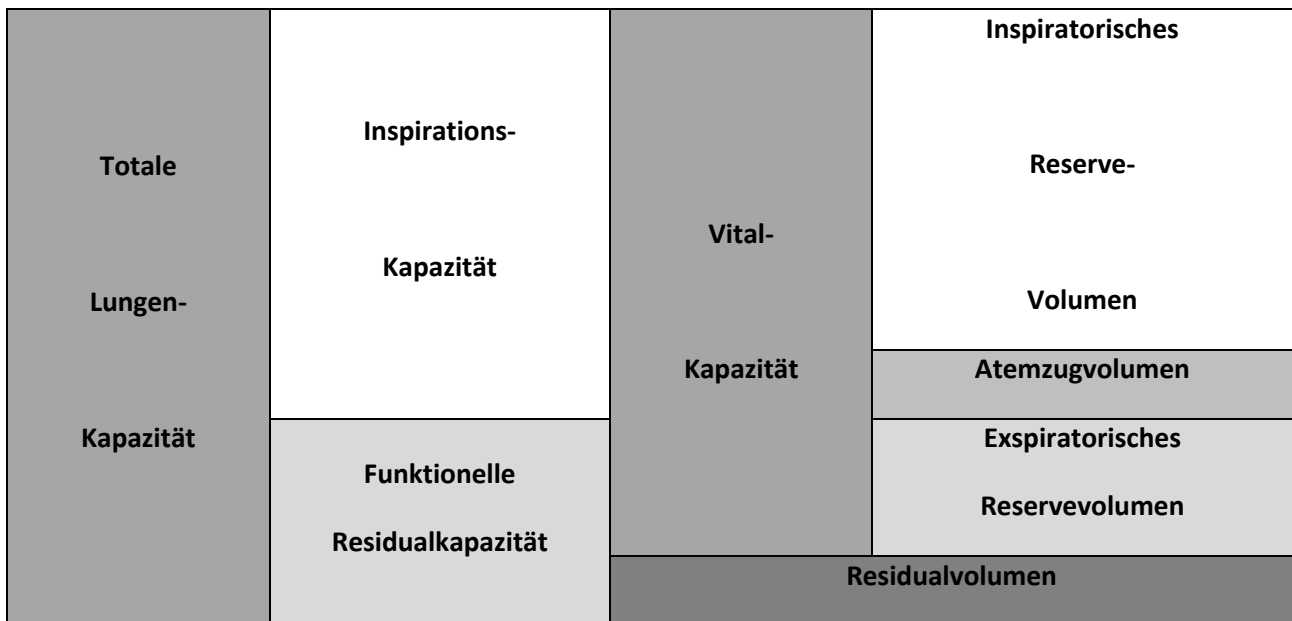 Totale
Lungen-
Kapazität
Inspirations-
Kapazität
Funktionelle
Residualkapazität
Vital-
Kapazität
Inspiratorisches
Reserve-
Volumen
Atemzugvolumen
Exspiratorisches
Reservevolumen
Residualvolumen